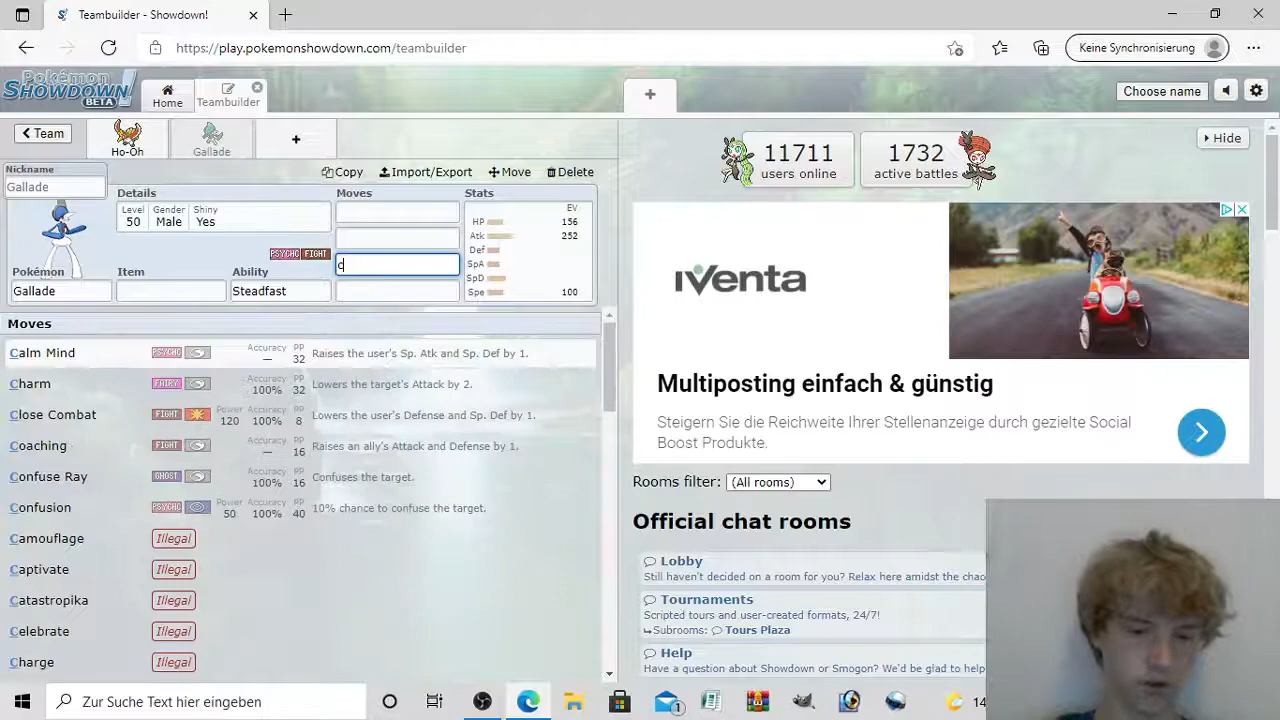 Teambuilder - Showdown!
https://play.pokemonshowdown.com/teambuilder
Keine Synchronisierung
Pokémon
SHOWDOWN!
BETA
Home
Teambuilder
+
Choose name
< Team
Ho-Oh
Gallade
+
11711
users online
1732
active battles
Hide
Nickname
Gallade
Copy
Import/Export
Move
Delete
Details
Level
50
Gender
Male
Shiny
Yes
Moves
c
Stats
EV
HP 156
Atk 252
Def
SpA
SpD
Spe 100
PSYCHC FIGHT
Pokémon
Gallade
Item
Ability
Steadfast
Moves
Calm Mind PSYCHC Accuracy — PP 32 Raises the user's Sp. Atk and Sp. Def by 1.
Charm FAIRY Accuracy 100% PP 32 Lowers the target's Attack by 2.
Close Combat FIGHT Power 120 Accuracy 100% PP 8 Lowers the user's Defense and Sp. Def by 1.
Coaching FIGHT Accuracy — PP 16 Raises an ally's Attack and Defense by 1.
Confuse Ray GHOST Accuracy 100% PP 16 Confuses the target.
Confusion PSYCHC Power 50 Accuracy 100% PP 40 10% chance to confuse the target.
Camouflage Illegal
Captivate Illegal
Catastropika Illegal
Celebrate Illegal
Charge Illegal
iVenta
Multiposting einfach & günstig
Steigern Sie die Reichweite Ihrer Stellenanzeige durch gezielte Social
Boost Produkte.
Rooms filter: (All rooms)
Official chat rooms
Lobby
Still haven't decided on a room for you? Relax here amidst the chao
Tournaments
Scripted tours and user-created formats, 24/7!
Subrooms: Tours Plaza
Help
Have a question about Showdown or Smogon? We'd be glad to help
Zur Suche Text hier eingeben
1
14